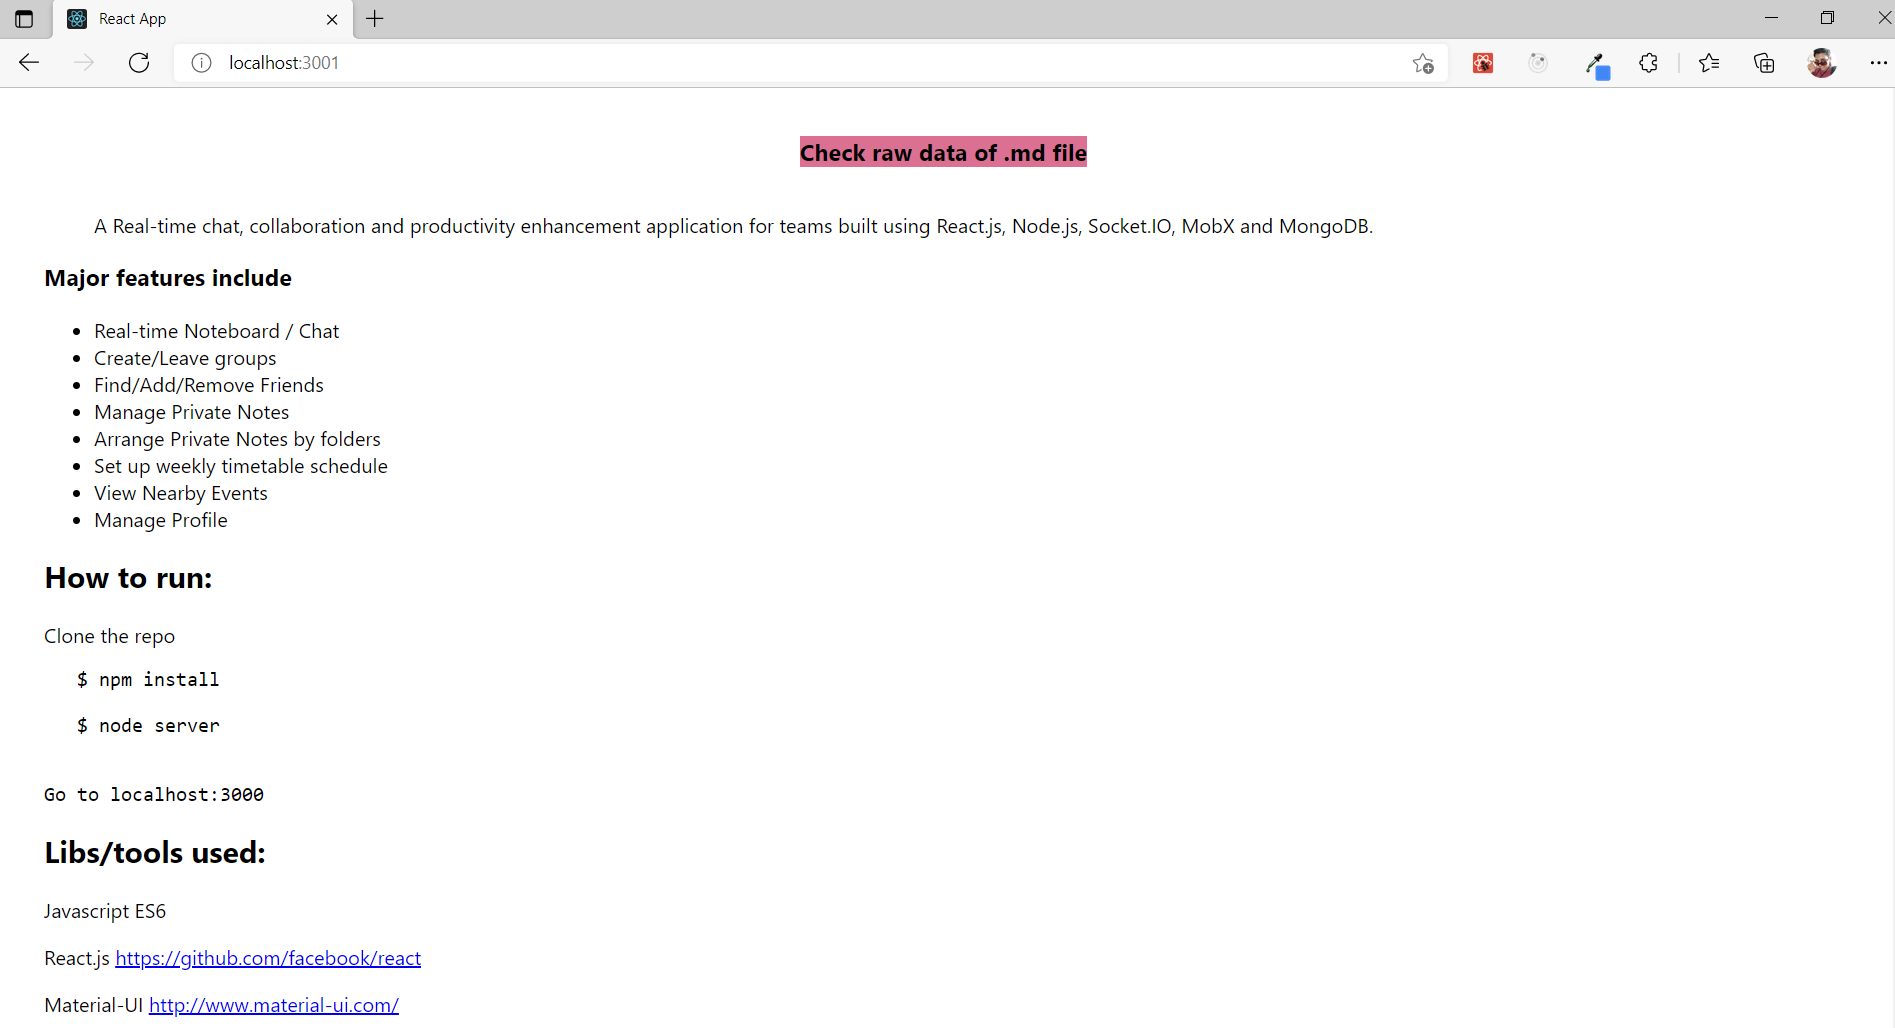 React App
localhost:3001
Check raw data of .md file
A Real-time chat, collaboration and productivity enhancement application for teams built using React.js, Node.js, Socket.IO, MobX and MongoDB.
Major features include
Real-time Noteboard / Chat
Create/Leave groups
Find/Add/Remove Friends
Manage Private Notes
Arrange Private Notes by folders
Set up weekly timetable schedule
View Nearby Events
Manage Profile
How to run:
Clone the repo
$ npm install
$ node server
Go to localhost:3000
Libs/tools used:
Javascript ES6
React.js https://github.com/facebook/react
Material-UI http://www.material-ui.com/